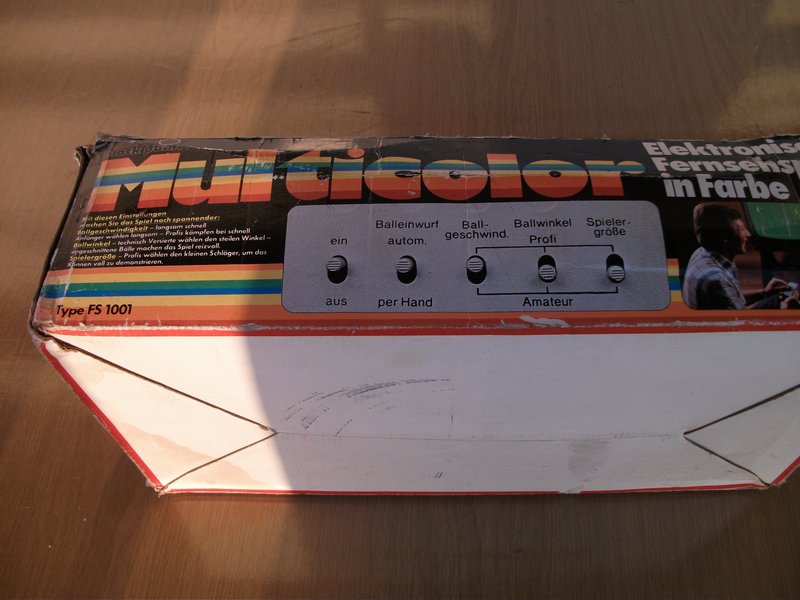 Multicolor
Elektronisc
Fernsehsp
in Farbe
Mit diesen Einstellungen
machen Sie das Spiel noch spannender:
Ballgeschwindigkeit – langsam schnell
Anfänger wählen langsam – Profis kämpfen bei schnell
Ballwinkel – technisch Versierte wählen den steilen Winkel –
angeschnittene Bälle machen das Spiel reizvoll.
Spielergröße – Profis wählen den kleinen Schläger, um das
Können voll zu demonstrieren.
Type FS 1001
ein
aus
Balleinwurf
autom.
per Hand
Ball-
geschwind.
Ballwinkel
Profi
Spieler-
größe
Amateur